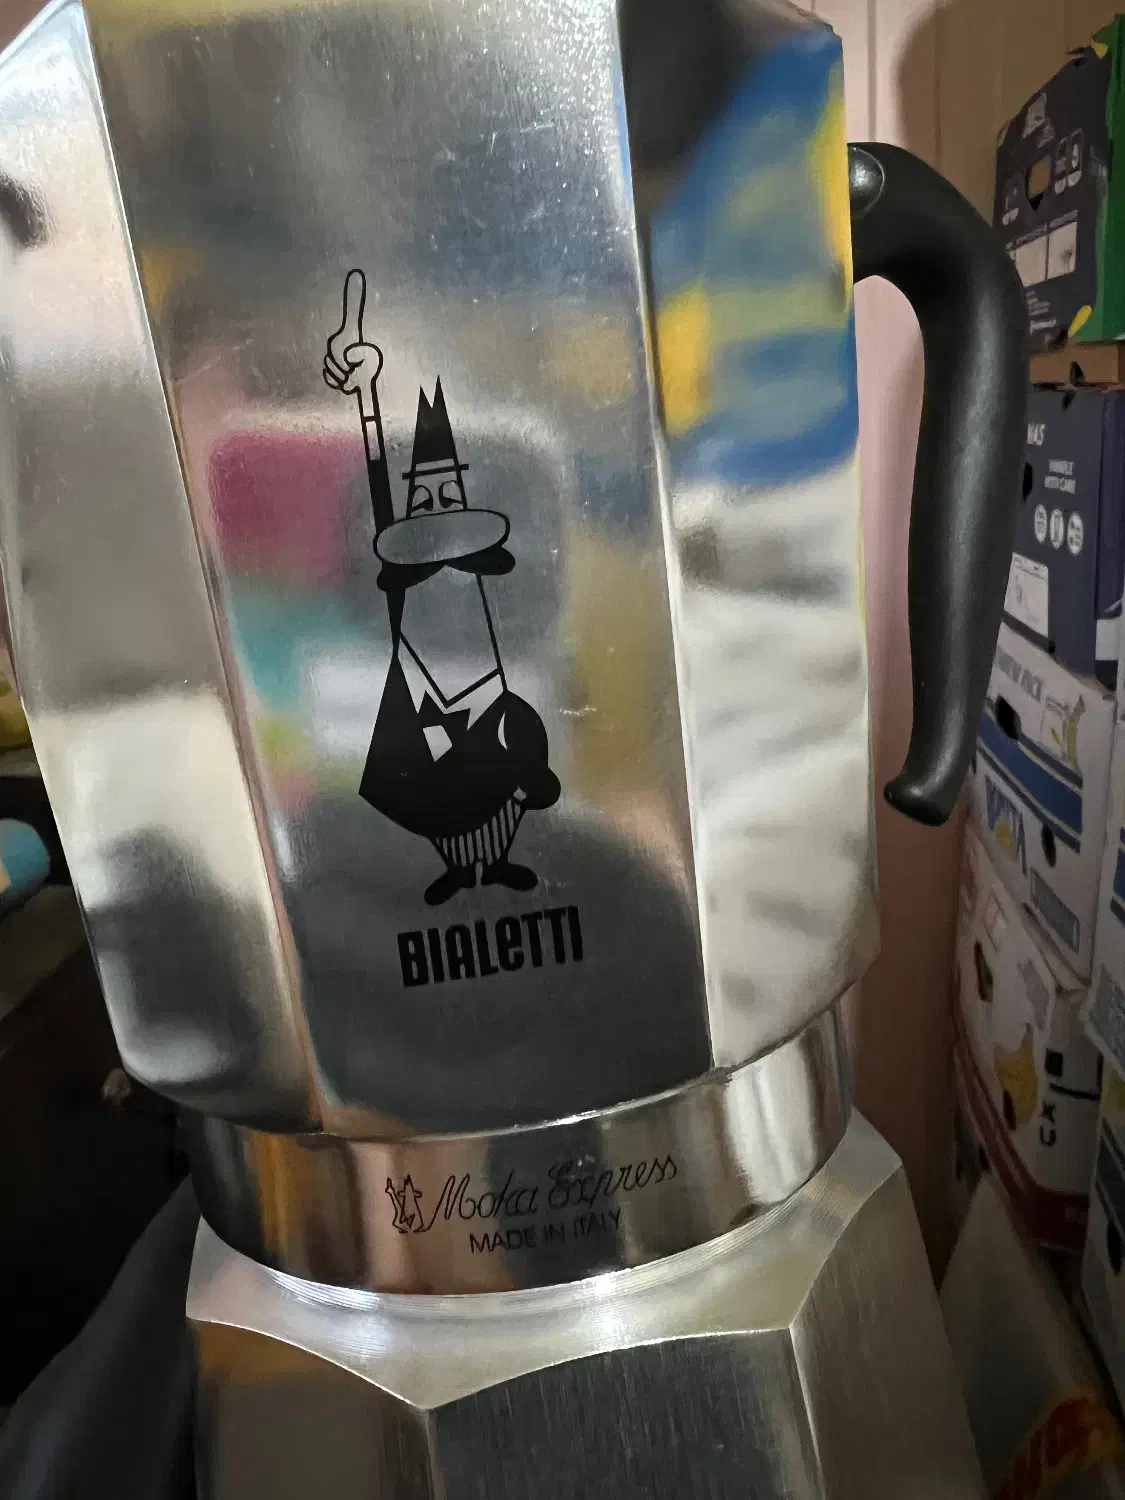 BIALETTI
Moka Express
MADE IN ITALY